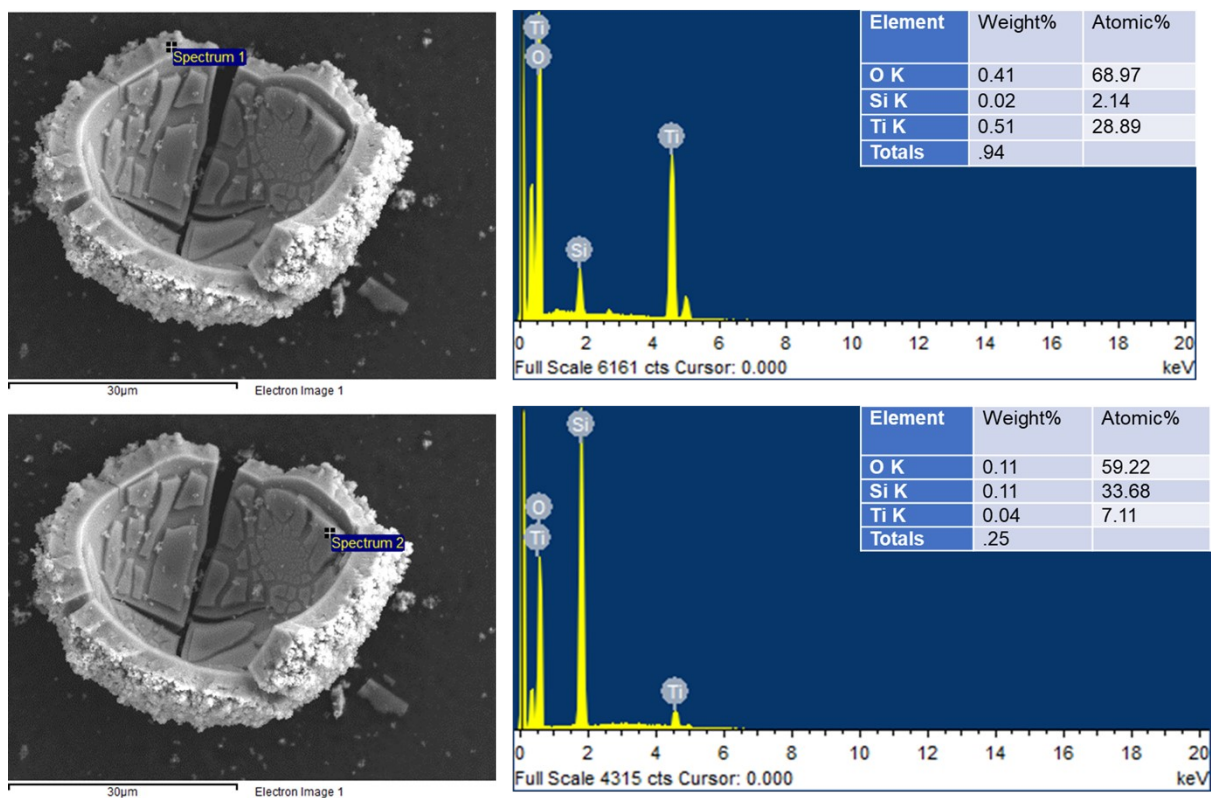 Spectrum 1
30µm Electron Image 1
Ti
O
Si
Ti
0 2 4 6 8 10 12 14 16 18 20
Full Scale 6161 cts Cursor: 0.000 keV
Element Weight% Atomic%
O K 0.41 68.97
Si K 0.02 2.14
Ti K 0.51 28.89
Totals .94
Spectrum 2
30µm Electron Image 1
Si
O
Ti
Ti
0 2 4 6 8 10 12 14 16 18 20
Full Scale 4315 cts Cursor: 0.000 keV
Element Weight% Atomic%
O K 0.11 59.22
Si K 0.11 33.68
Ti K 0.04 7.11
Totals .25